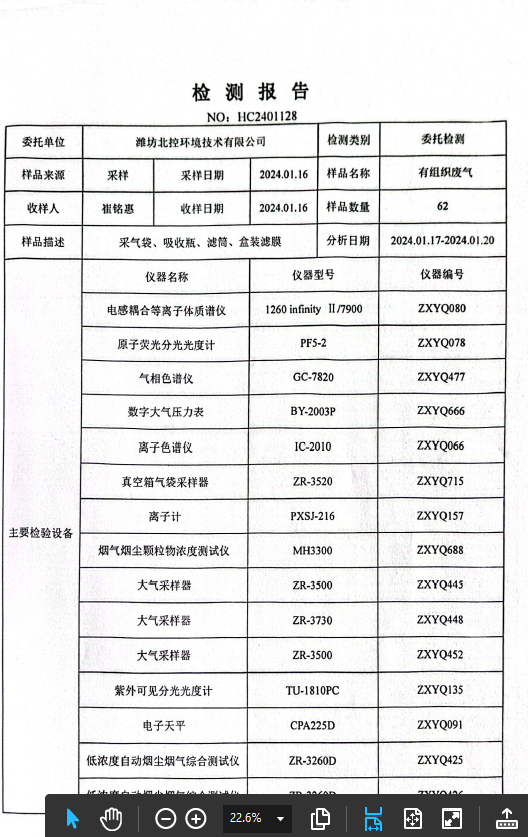 检测报告
NO: HC2401128
委托单位 潍坊北控环境技术有限公司 检测类别 委托检测
样品来源 采样 采样日期 2024.01.16 样品名称 有组织废气
收样人 崔铭惠 收样日期 2024.01.16 样品数量 62
样品描述 采气袋、吸收瓶、滤筒、盒装滤膜 分析日期 2024.01.17-2024.01.20
主要检验设备
仪器名称 仪器型号 仪器编号
电感耦合等离子体质谱仪 1260 infinity II/7900 ZXYQ080
原子荧光分光光度计 PF5-2 ZXYQ078
气相色谱仪 GC-7820 ZXYQ477
数字大气压力表 BY-2003P ZXYQ666
离子色谱仪 IC-2010 ZXYQ066
真空箱气袋采样器 ZR-3520 ZXYQ715
离子计 PXSJ-216 ZXYQ157
烟气烟尘颗粒物浓度测试仪 MH3300 ZXYQ688
大气采样器 ZR-3500 ZXYQ445
大气采样器 ZR-3730 ZXYQ448
大气采样器 ZR-3500 ZXYQ452
紫外可见分光光度计 TU-1810PC ZXYQ135
电子天平 CPA225D ZXYQ091
低浓度自动烟尘烟气综合测试仪 ZR-3260D ZXYQ425
22.6%